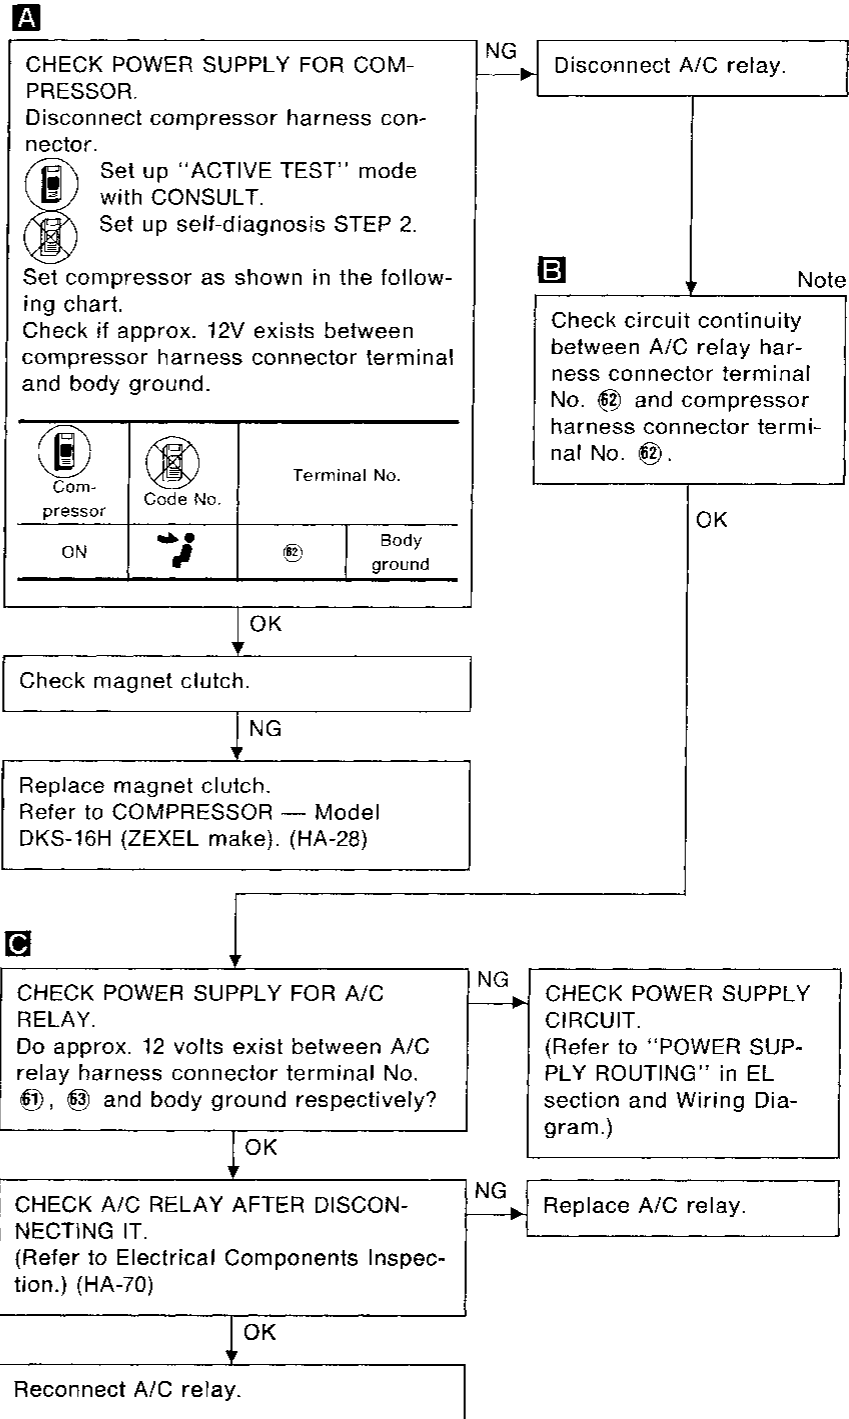 A
CHECK POWER SUPPLY FOR COM-
PRESSOR.
Disconnect compressor harness con-
nector.
Set up "ACTIVE TEST" mode
with CONSULT.
Set up self-diagnosis STEP 2.
Set compressor as shown in the follow-
ing chart.
Check if approx. 12V exists between
compressor harness connector terminal
and body ground.
Com-
pressor
Code No.
Terminal No.
ON
62
Body
ground
NG
Disconnect A/C relay.
B
Note
Check circuit continuity
between A/C relay har-
ness connector terminal
No. 62 and compressor
harness connector termi-
nal No. 62.
OK
OK
Check magnet clutch.
NG
Replace magnet clutch.
Refer to COMPRESSOR — Model
DKS-16H (ZEXEL make). (HA-28)
C
CHECK POWER SUPPLY FOR A/C
RELAY.
Do approx. 12 volts exist between A/C
relay harness connector terminal No.
61, 63 and body ground respectively?
NG
CHECK POWER SUPPLY
CIRCUIT.
(Refer to "POWER SUP-
PLY ROUTING" in EL
section and Wiring Dia-
gram.)
OK
CHECK A/C RELAY AFTER DISCON-
NECTING IT.
(Refer to Electrical Components Inspec-
tion.) (HA-70)
NG
Replace A/C relay.
OK
Reconnect A/C relay.